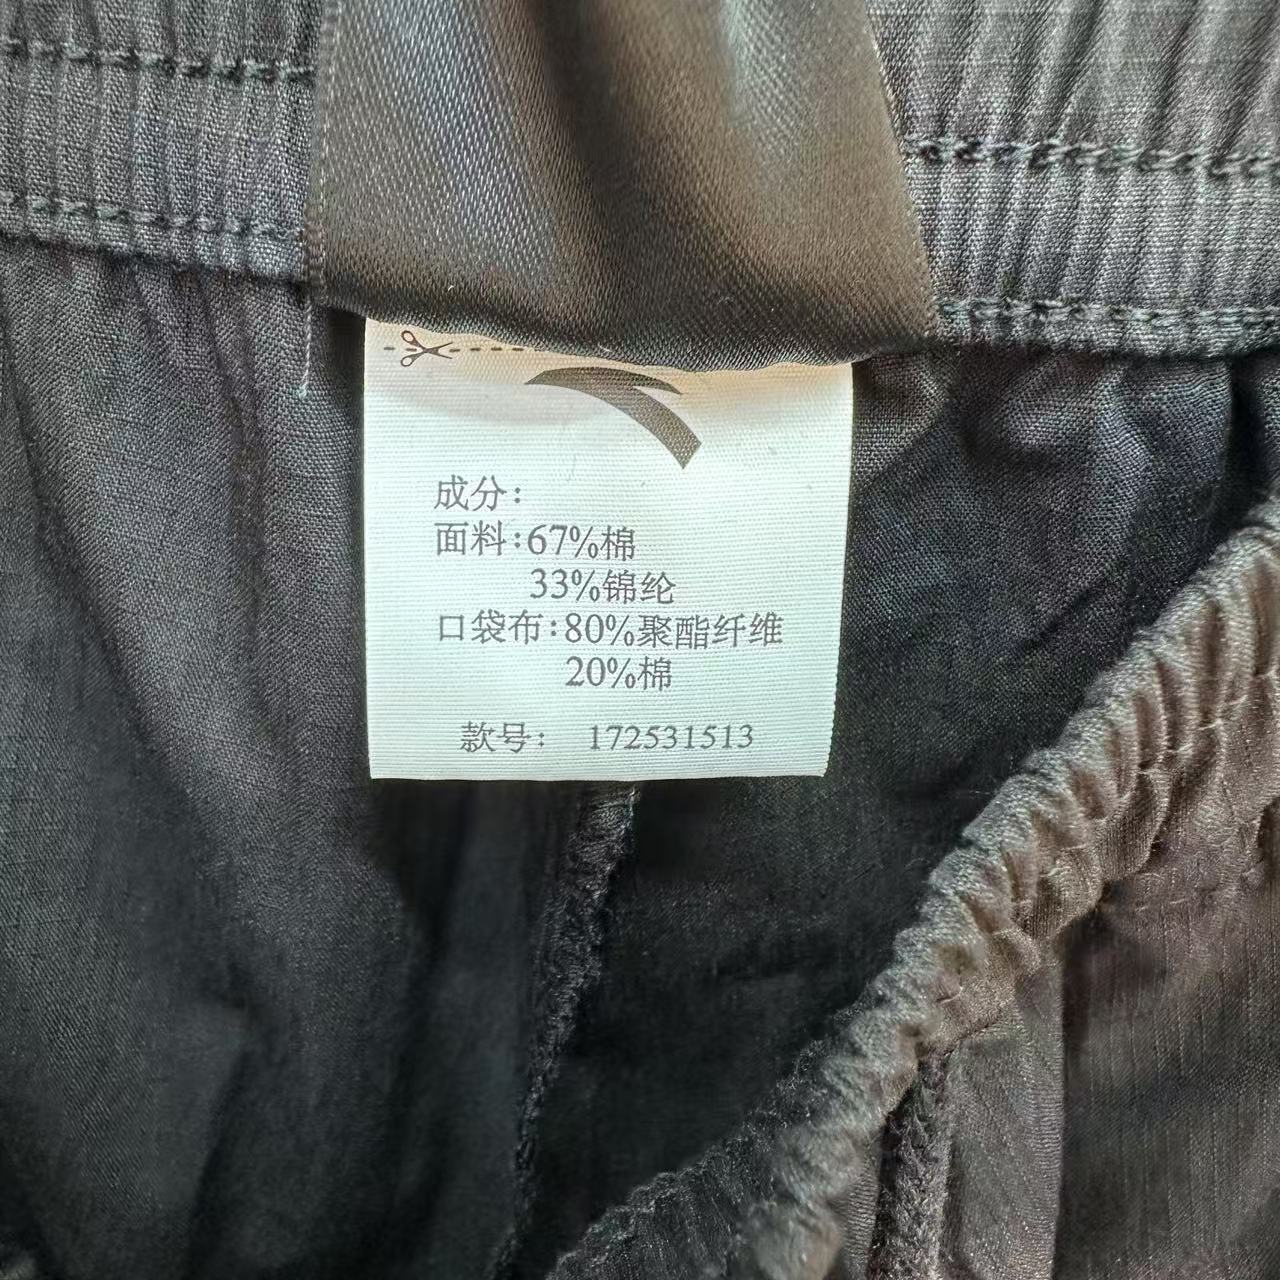 成分:
面料:67%棉
33%锦纶
口袋布:80%聚酯纤维
20%棉
款号: 172531513